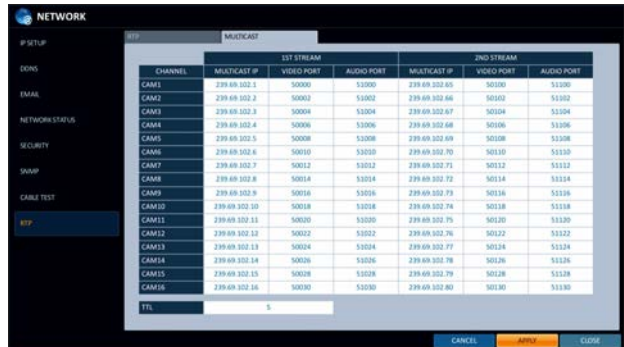 NETWORK
IP SETUP
DDNS
EMAIL
NETWORK STATUS
SECURITY
SNMP
CABLE TEST
RTP
RTP MULTICAST
1ST STREAM 2ND STREAM
CHANNEL MULTICAST IP VIDEO PORT AUDIO PORT MULTICAST IP VIDEO PORT AUDIO PORT
CAM1 239.69.102.1 50000 51000 239.69.102.65 50100 51100
CAM2 239.69.102.2 50002 51002 239.69.102.66 50102 51102
CAM3 239.69.102.3 50004 51004 239.69.102.67 50104 51104
CAM4 239.69.102.4 50006 51006 239.69.102.68 50106 51106
CAM5 239.69.102.5 50008 51008 239.69.102.69 50108 51108
CAM6 239.69.102.6 50010 51010 239.69.102.70 50110 51110
CAM7 239.69.102.7 50012 51012 239.69.102.71 50112 51112
CAM8 239.69.102.8 50014 51014 239.69.102.72 50114 51114
CAM9 239.69.102.9 50016 51016 239.69.102.73 50116 51116
CAM10 239.69.102.10 50018 51018 239.69.102.74 50118 51118
CAM11 239.69.102.11 50020 51020 239.69.102.75 50120 51120
CAM12 239.69.102.12 50022 51022 239.69.102.76 50122 51122
CAM13 239.69.102.13 50024 51024 239.69.102.77 50124 51124
CAM14 239.69.102.14 50026 51026 239.69.102.78 50126 51126
CAM15 239.69.102.15 50028 51028 239.69.102.79 50128 51128
CAM16 239.69.102.16 50030 51030 239.69.102.80 50130 51130
TTL 5
CANCEL APPLY CLOSE